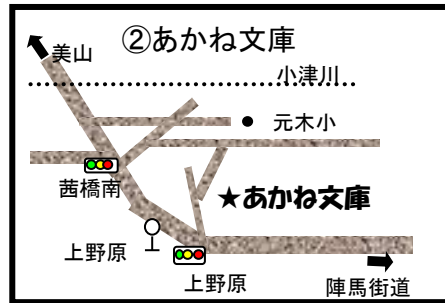 ②あかね文庫
美山
小津川
元木小
茜橋南
★あかね文庫
上野原
上野原
陣馬街道